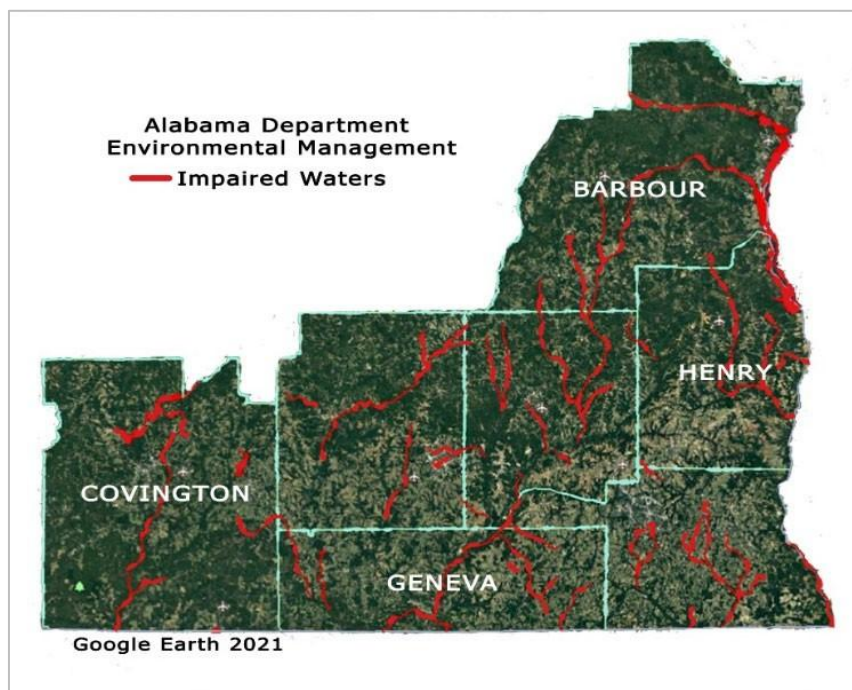 Alabama Department
Environmental Management
Impaired Waters
BARBOUR
HENRY
COVINGTON
GENEVA
Google Earth 2021